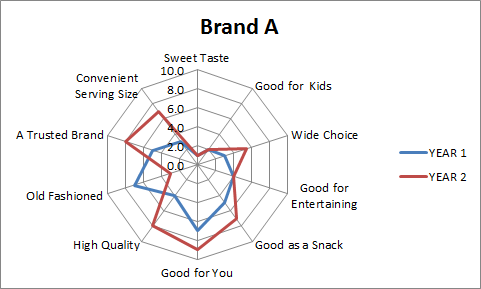 Brand A
Sweet Taste
Good for Kids
Wide Choice
Good for
Entertaining
Good as a Snack
Good for You
High Quality
Old Fashioned
A Trusted Brand
Convenient
Serving Size
10.0
8.0
6.0
4.0
2.0
0.0
YEAR 1
YEAR 2